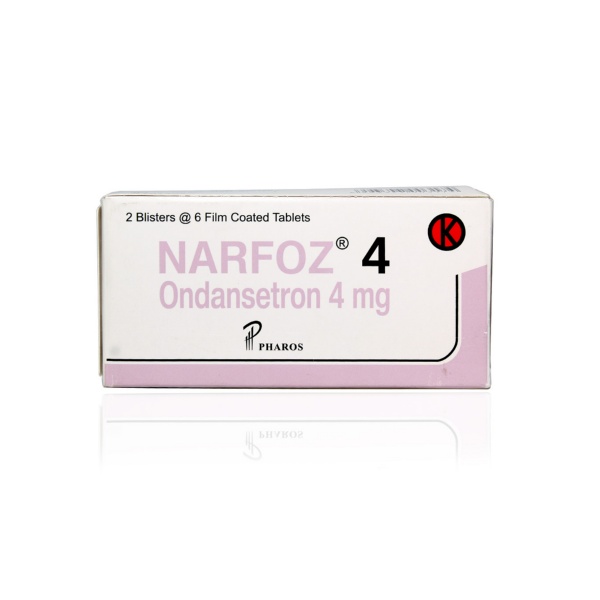 2 Blisters @ 6 Film Coated Tablets
K
NARFOZ® 4
Ondansetron 4 mg
PHAROS